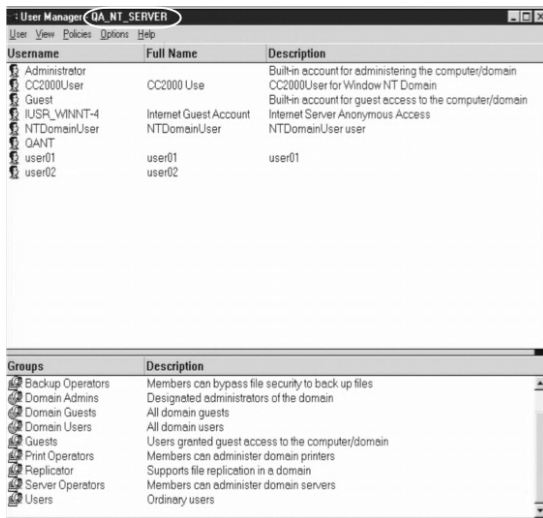 User Manager QA_NT_SERVER
User View Policies Options Help
Username Full Name Description
Administrator Built-in account for administering the computer/domain
CC2000User CC2000 Use CC2000User for Window NT Domain
Guest Built-in account for guest access to the computer/domain
IUSR_WINNT-4 Internet Guest Account Internet Server Anonymous Access
NTDomainUser NTDomainUser NTDomainUser user
QANT
user01 user01 user01
user02 user02
Groups Description
Backup Operators Members can bypass file security to back up files
Domain Admins Designated administrators of the domain
Domain Guests All domain guests
Domain Users All domain users
Guests Users granted guest access to the computer/domain
Print Operators Members can administer domain printers
Replicator Supports file replication in a domain
Server Operators Members can administer domain servers
Users Ordinary users